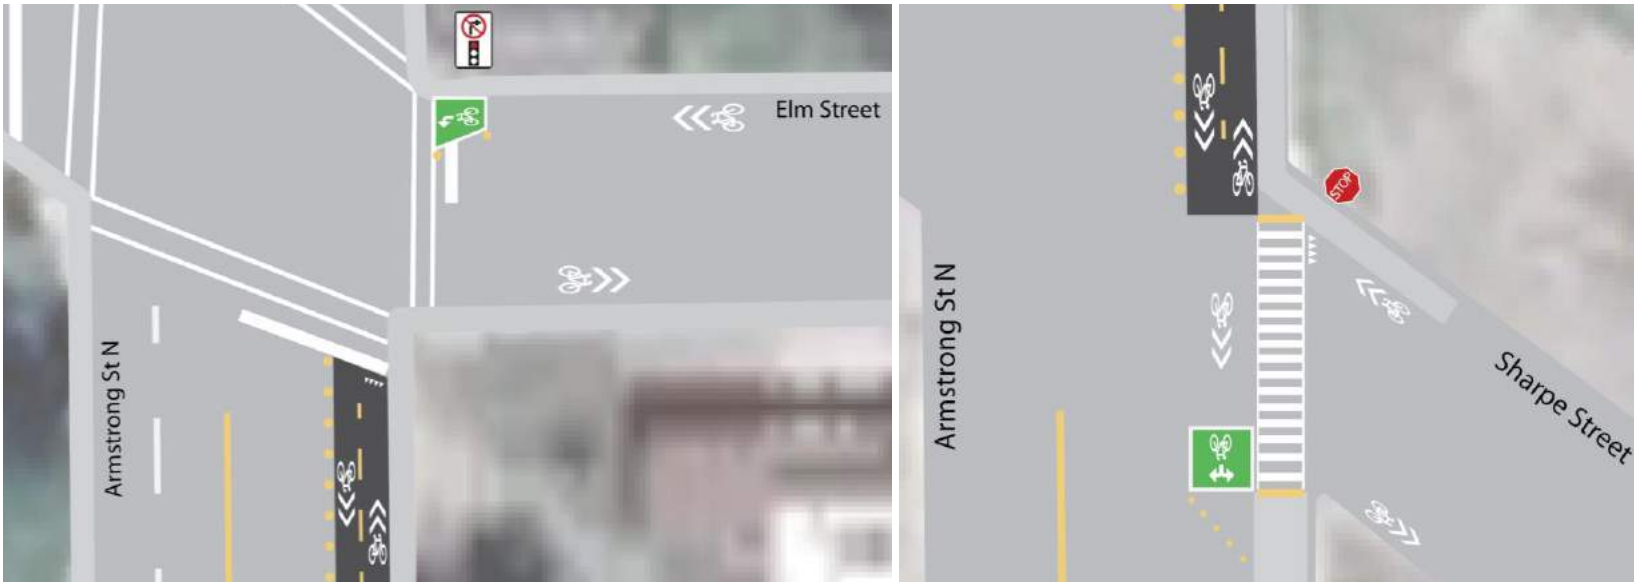 Elm Street
Armstrong St N
STOP
Armstrong St N
Sharpe Street